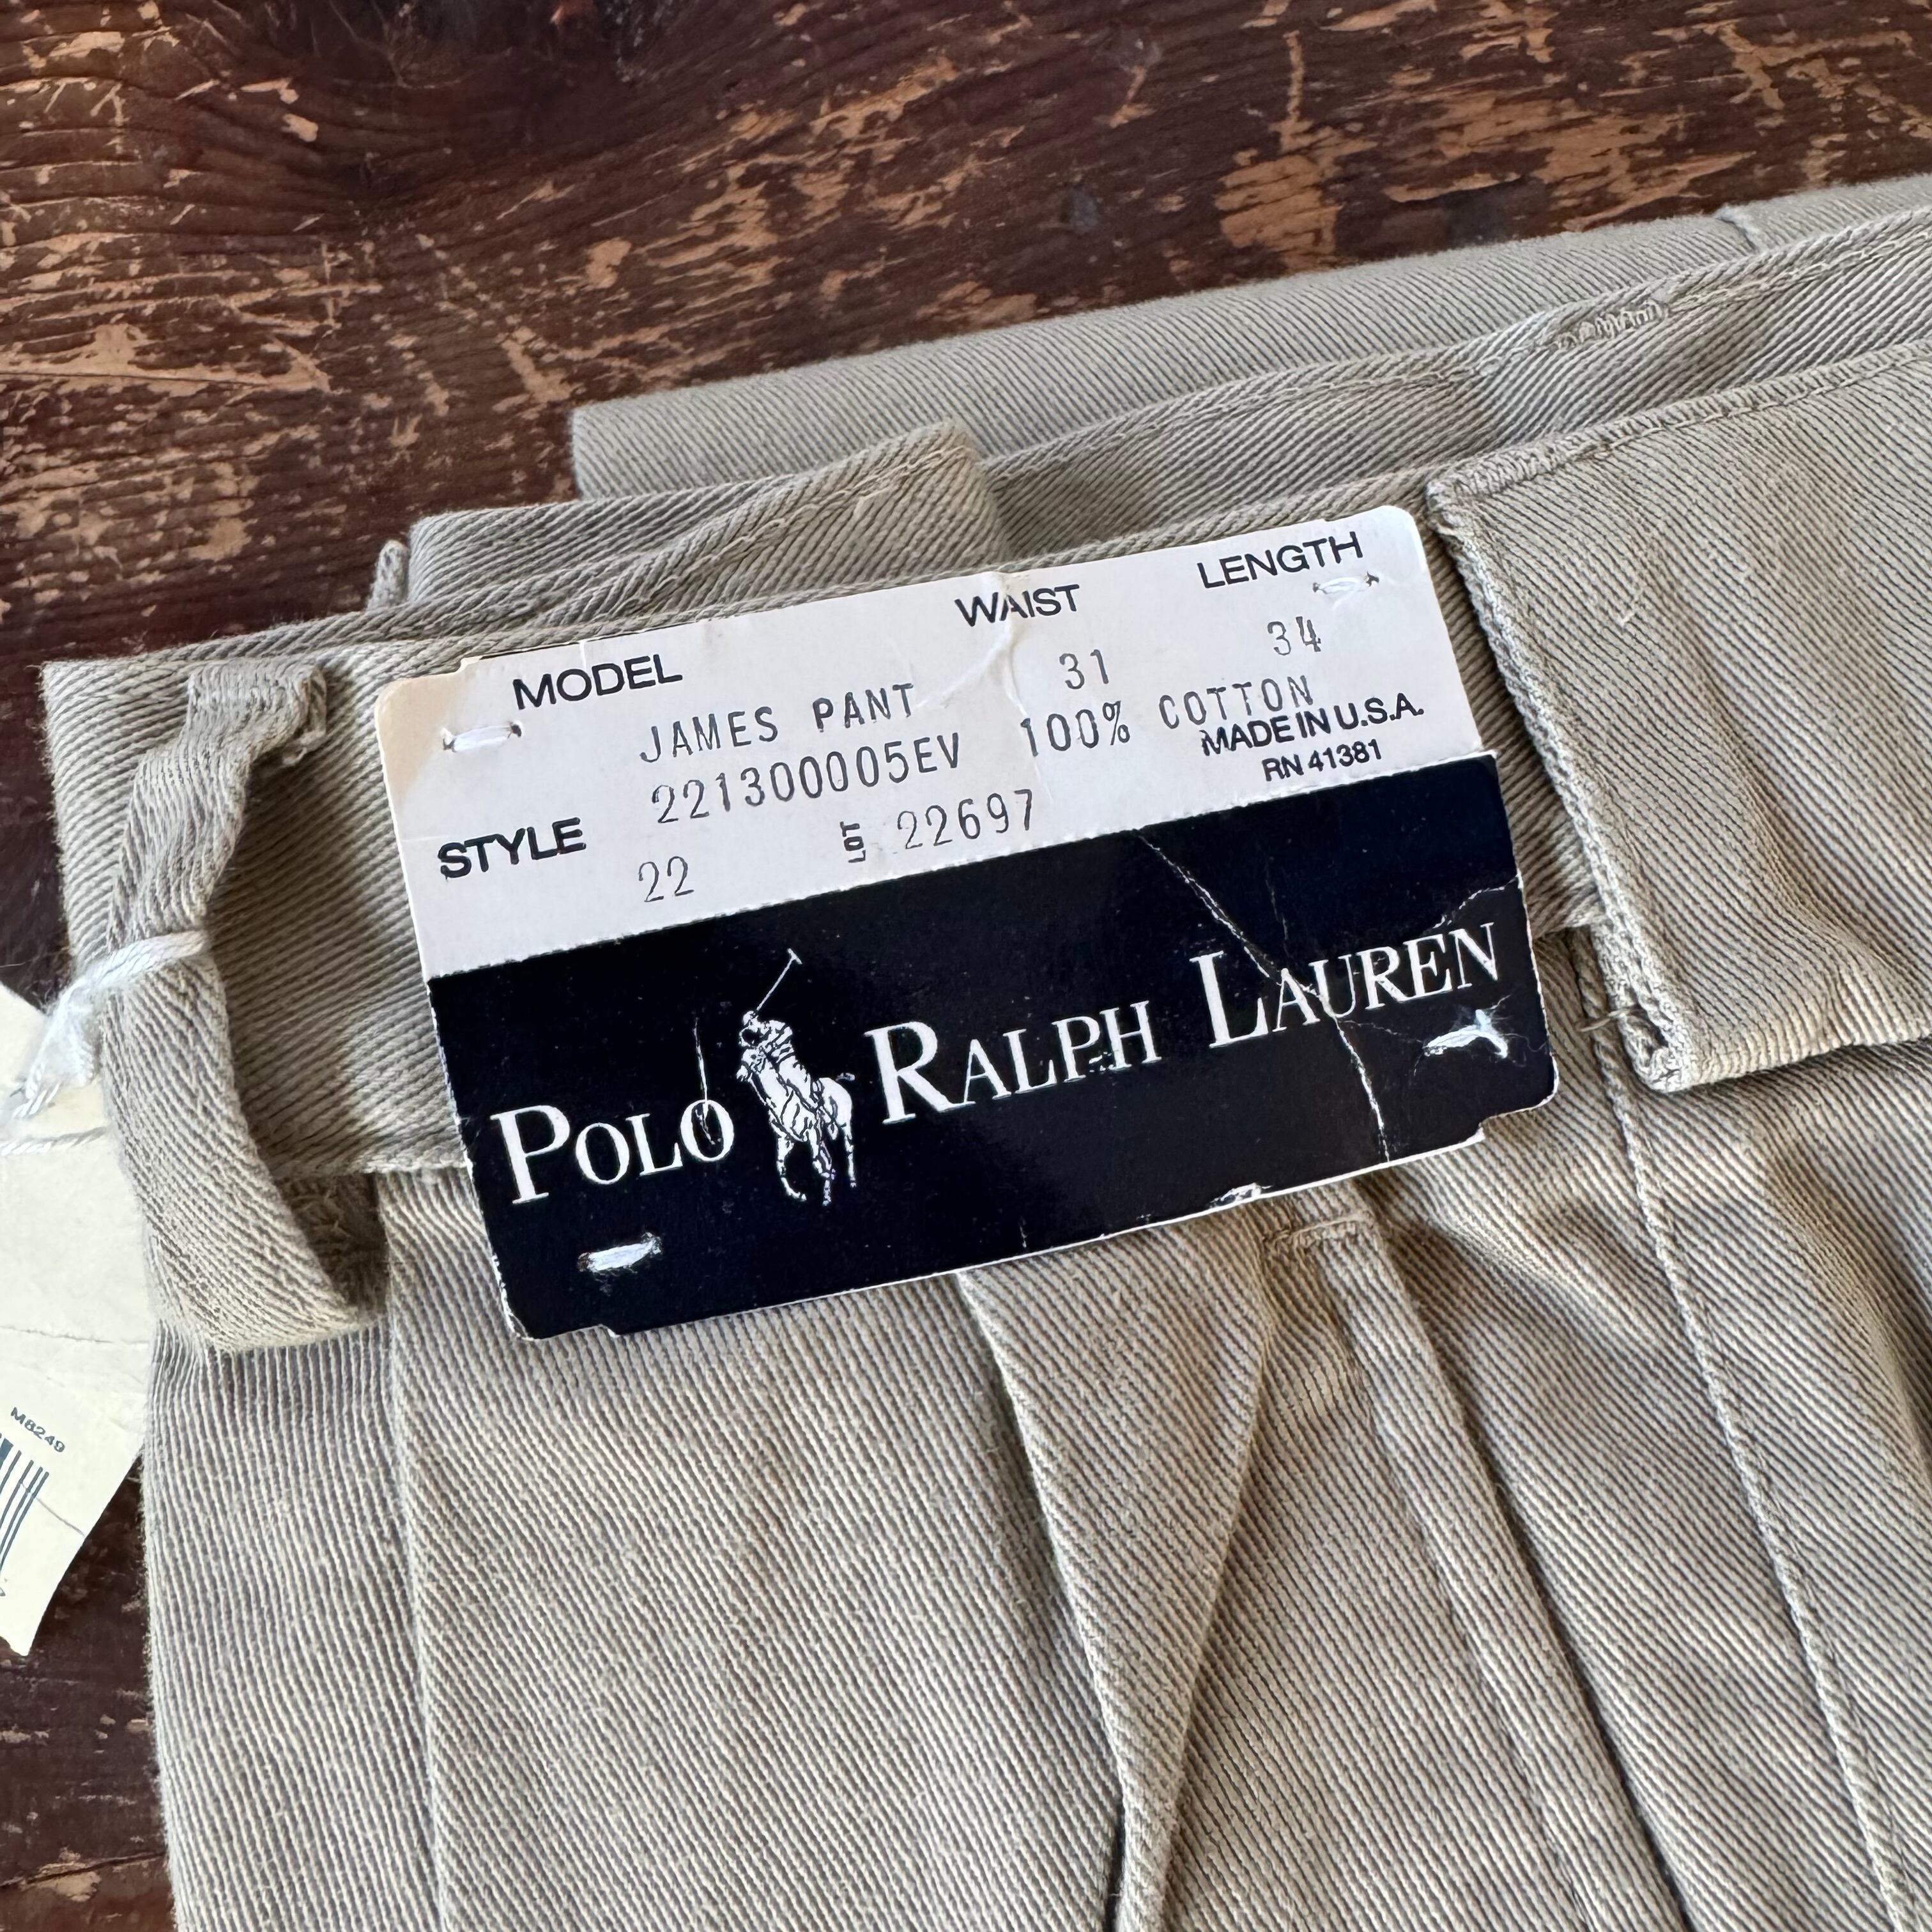 MODEL WAIST LENGTH
JAMES PANT 31 34
221300005EV 100% COTTON
MADE IN U.S.A.
RN 41381
STYLE 22 LOT 22697
POLO RALPH LAUREN
M8249